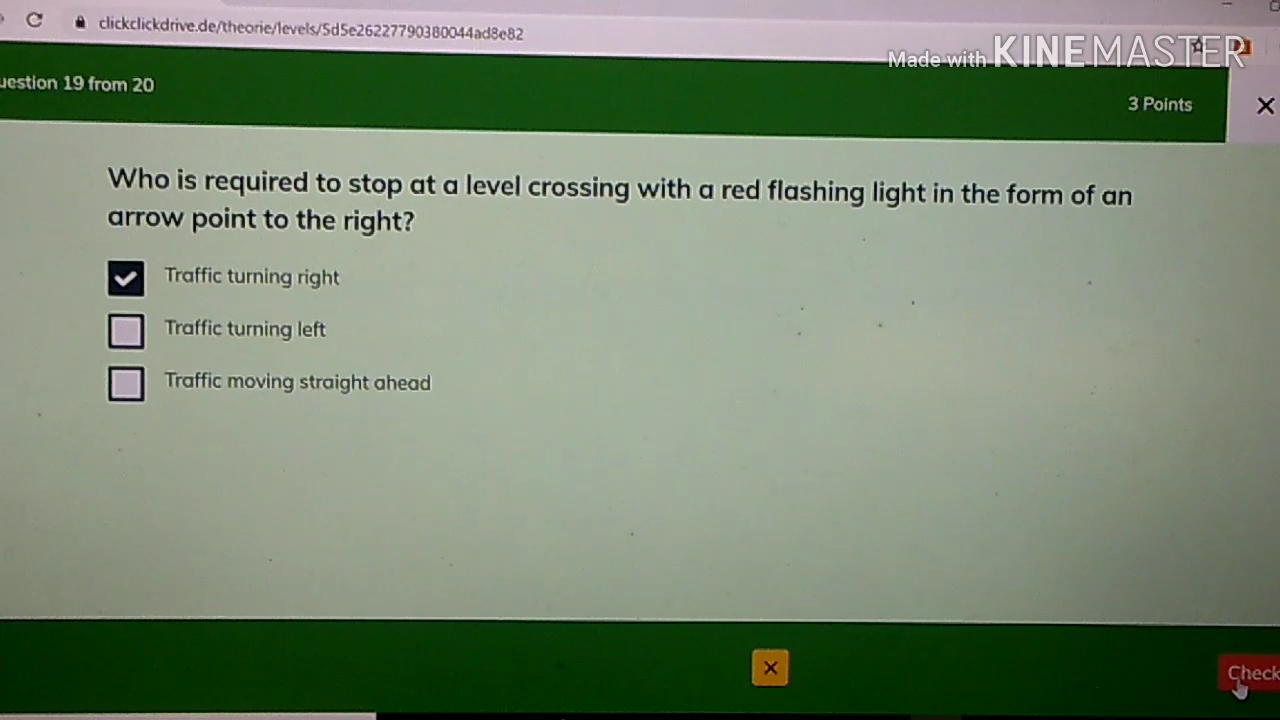 clickclickdrive.de/theorie/levels/5d5e26227790380044ad8e82
Made with KINEMASTER
uestion 19 from 20
3 Points
Who is required to stop at a level crossing with a red flashing light in the form of an
arrow point to the right?
Traffic turning right
Traffic turning left
Traffic moving straight ahead
Check